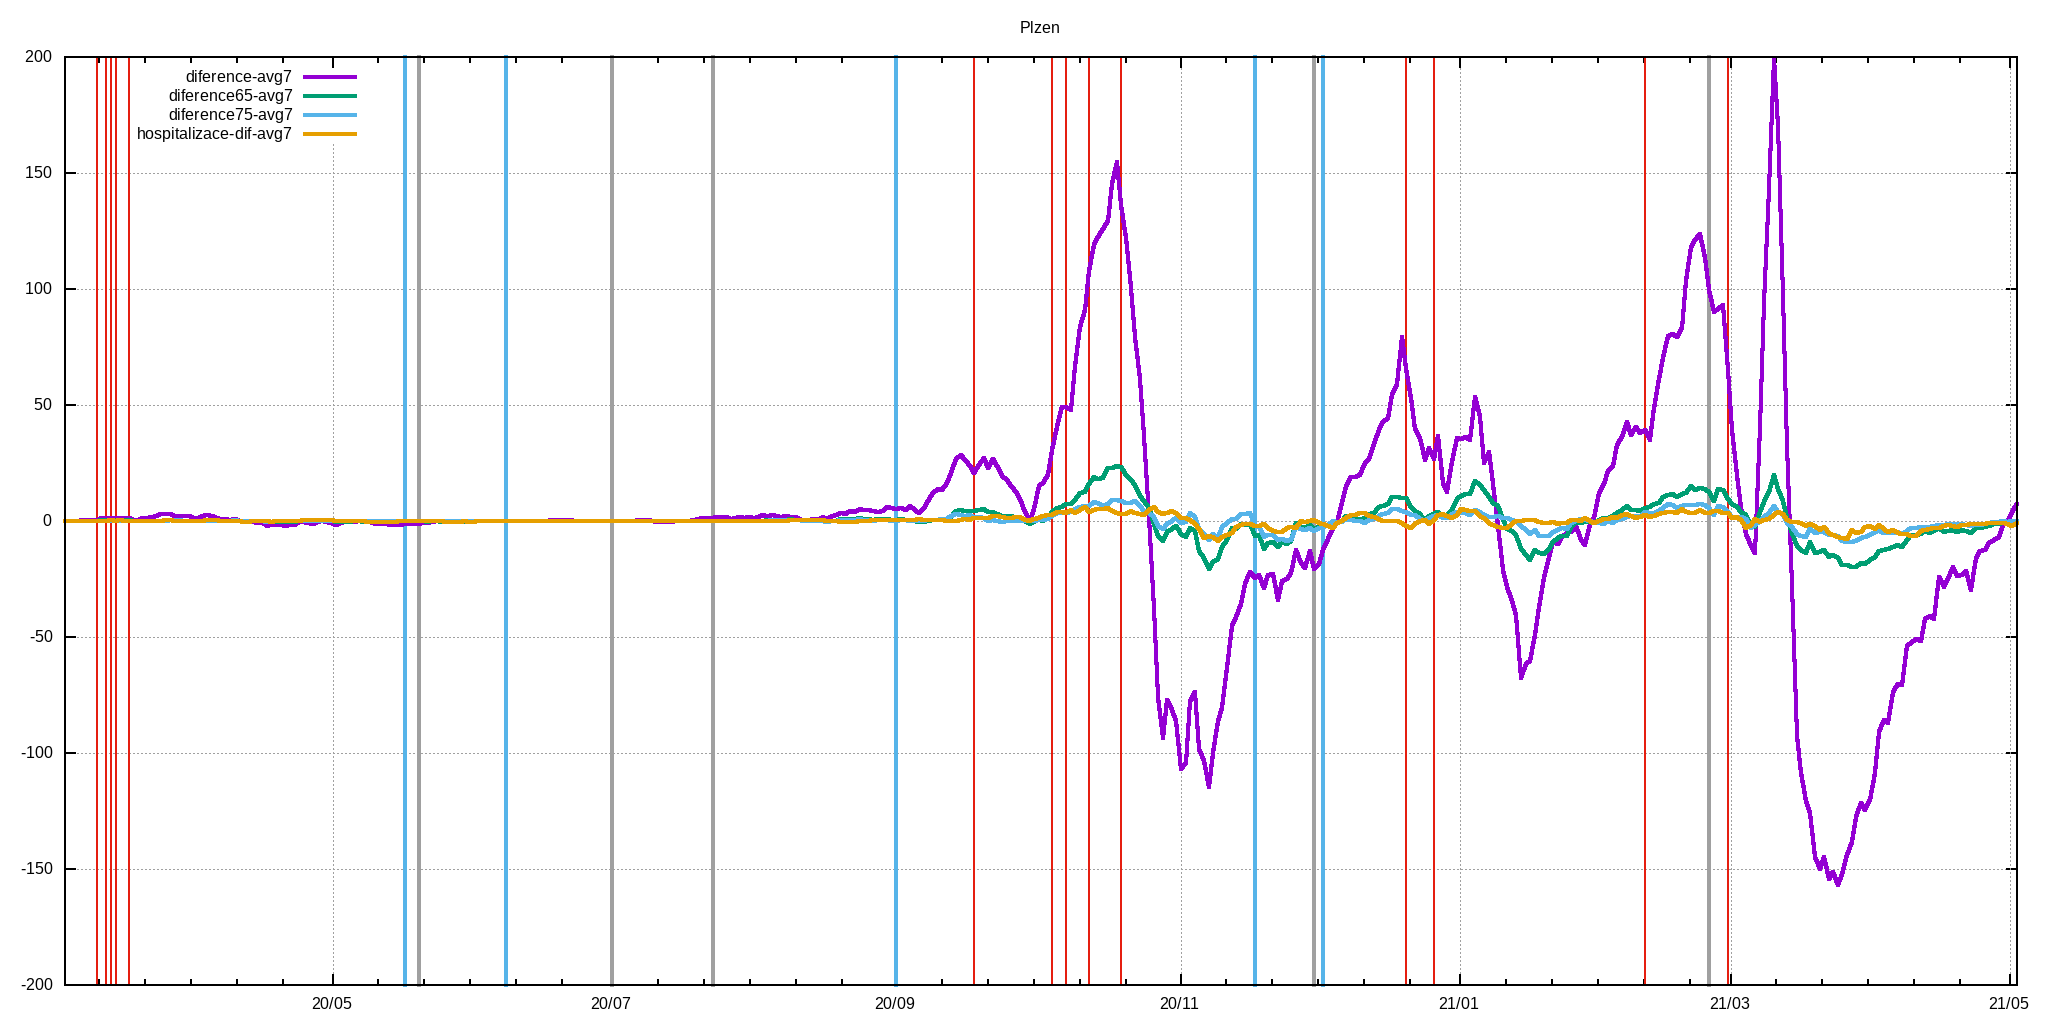 Plzen
diference-avg7
diference65-avg7
diference75-avg7
hospitalizace-dif-avg7
200
150
100
50
0
-50
-100
-150
-200
20/05 20/07 20/09 20/11 21/01 21/03 21/05